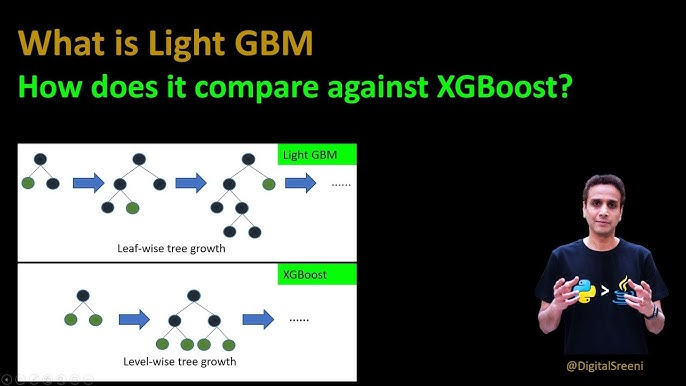 What is Light GBM
How does it compare against XGBoost?
Light GBM
......
Leaf-wise tree growth
XGBoost
......
Level-wise tree growth
>
@DigitalSreeni